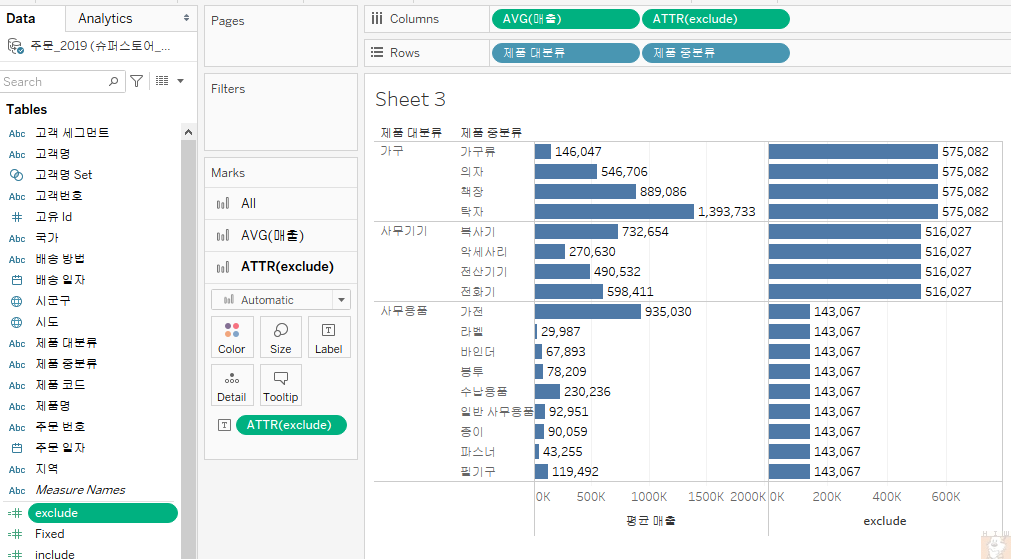 Data
Analytics
주문_2019 (슈퍼스토어_...
Search
Tables
Abc 고객 세그먼트
Abc 고객명
고객명 Set
Abc 고객번호
# 고유 Id
Abc 국가
Abc 배송 방법
배송 일자
시군구
시도
Abc 제품 대분류
Abc 제품 중분류
Abc 제품 코드
Abc 제품명
Abc 주문 번호
주문 일자
Abc 지역
Abc Measure Names
=# exclude
=# Fixed
=# include
Pages
Filters
Marks
All
AVG(매출)
ATTR(exclude)
Automatic
Color Size Label
Detail Tooltip
T ATTR(exclude)
Columns AVG(매출) ATTR(exclude)
Rows 제품 대분류 제품 중분류
Sheet 3
제품 대분류 제품 중분류
가구 가구류 146,047 575,082
의자 546,706 575,082
책장 889,086 575,082
탁자 1,393,733 575,082
사무기기 복사기 732,654 516,027
악세사리 270,630 516,027
전산기기 490,532 516,027
전화기 598,411 516,027
사무용품 가전 935,030 143,067
라벨 29,987 143,067
바인더 67,893 143,067
봉투 78,209 143,067
수납용품 230,236 143,067
일반 사무용품 92,951 143,067
종이 90,059 143,067
파스너 43,255 143,067
필기구 119,492 143,067
0K 500K 1000K 1500K 2000K 0K 200K 400K 600K
평균 매출 exclude